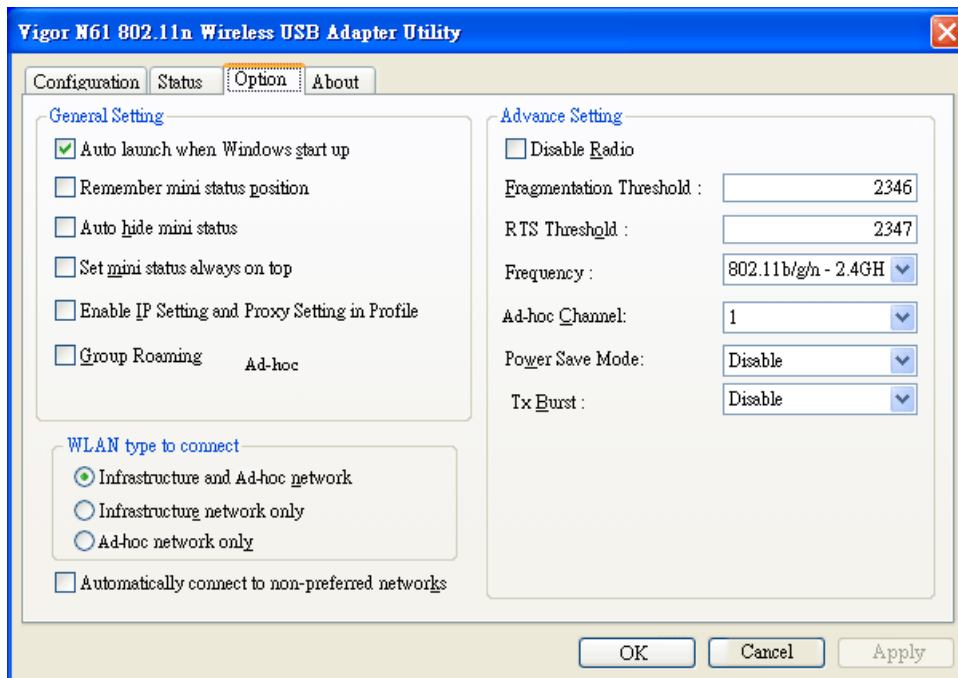 Vigor N61 802.11n Wireless USB Adapter Utility
Configuration
Status
Option
About
General Setting
Auto launch when Windows start up
Remember mini status position
Auto hide mini status
Set mini status always on top
Enable IP Setting and Proxy Setting in Profile
Group Roaming
Ad-hoc
WLAN type to connect
Infrastructure and Ad-hoc network
Infrastructure network only
Ad-hoc network only
Automatically connect to non-preferred networks
Advance Setting
Disable Radio
Fragmentation Threshold : 2346
RTS Threshold : 2347
Frequency : 802.11b/g/n - 2.4GH
Ad-hoc Channel: 1
Power Save Mode: Disable
Tx Burst : Disable
OK
Cancel
Apply